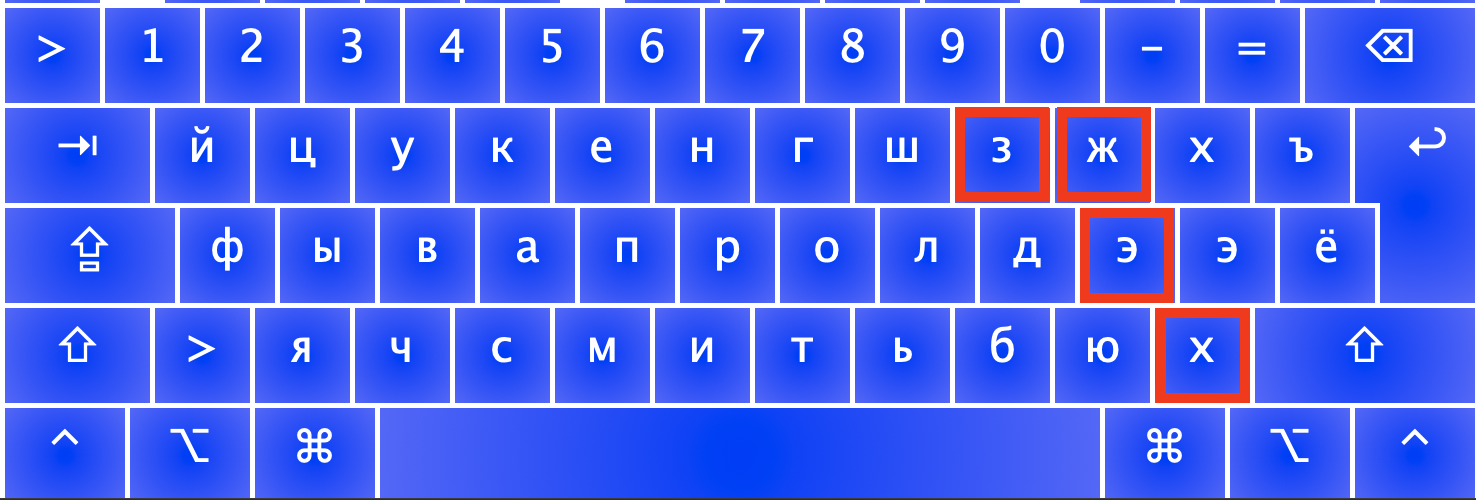 > 1 2 3 4 5 6 7 8 9 0 - = ⌫
⇥ й ц у к е н г ш з ж х ъ ↩
⇪ ф ы в а п р о л д э э ё
⇧ > я ч с м и т ь б ю х ⇧
^ ⌥ ⌘ ⌘ ⌥ ^